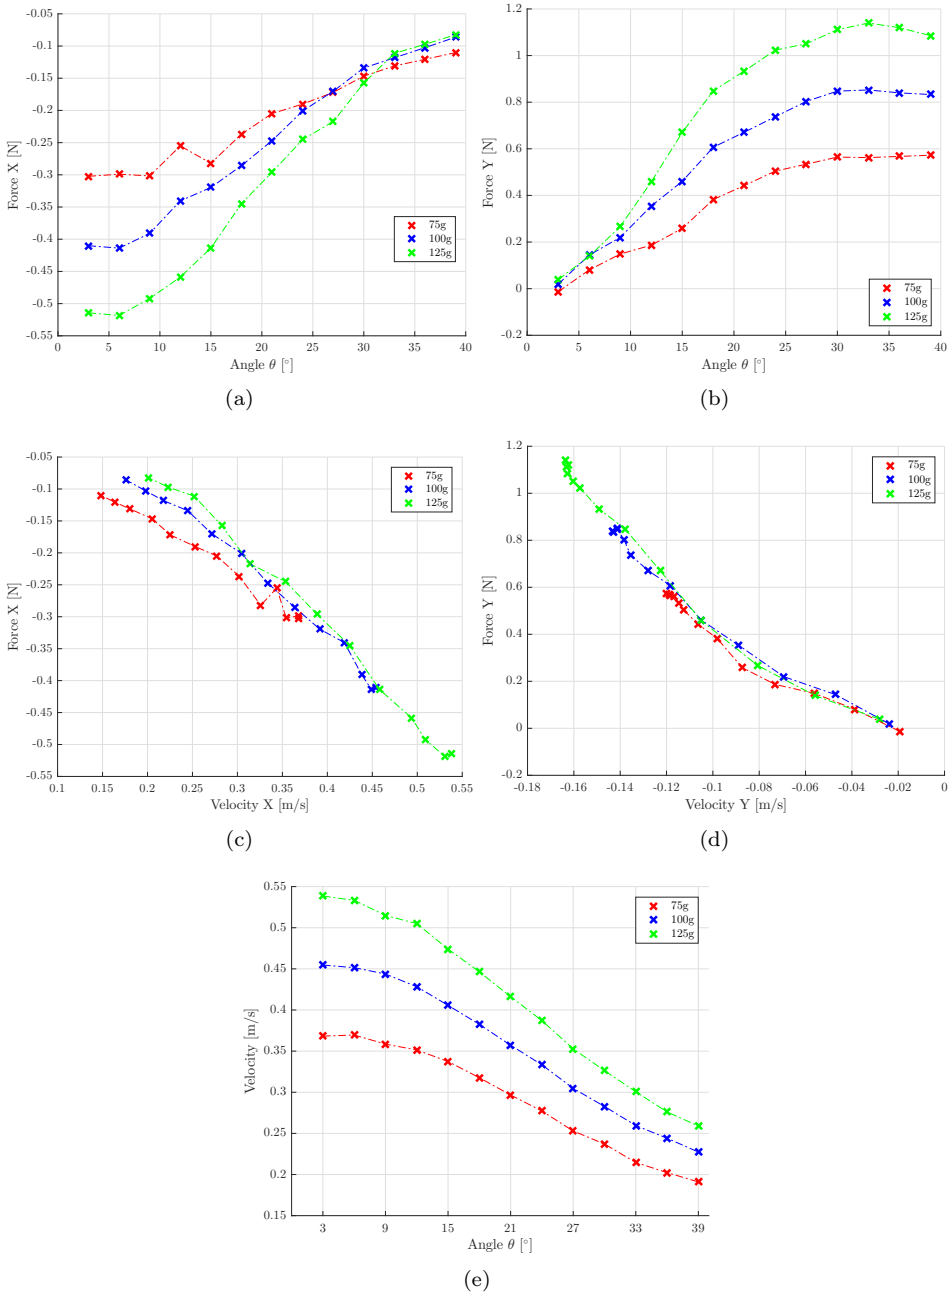 -0.05
-0.1
-0.15
-0.2
-0.25
-0.3
-0.35
-0.4
-0.45
-0.5
-0.55
Force X [N]
75g
100g
125g
0 5 10 15 20 25 30 35 40
Angle θ [°]
(a)
1.2
1
0.8
0.6
0.4
0.2
0
-0.2
Force Y [N]
75g
100g
125g
0 5 10 15 20 25 30 35 40
Angle θ [°]
(b)
-0.05
-0.1
-0.15
-0.2
-0.25
-0.3
-0.35
-0.4
-0.45
-0.5
-0.55
Force X [N]
75g
100g
125g
0.1 0.15 0.2 0.25 0.3 0.35 0.4 0.45 0.5 0.55
Velocity X [m/s]
(c)
1.2
1
0.8
0.6
0.4
0.2
0
-0.2
Force Y [N]
75g
100g
125g
-0.18 -0.16 -0.14 -0.12 -0.1 -0.08 -0.06 -0.04 -0.02 0
Velocity Y [m/s]
(d)
0.55
0.5
0.45
0.4
0.35
0.3
0.25
0.2
0.15
Velocity [m/s]
75g
100g
125g
3 9 15 21 27 33 39
Angle θ [°]
(e)